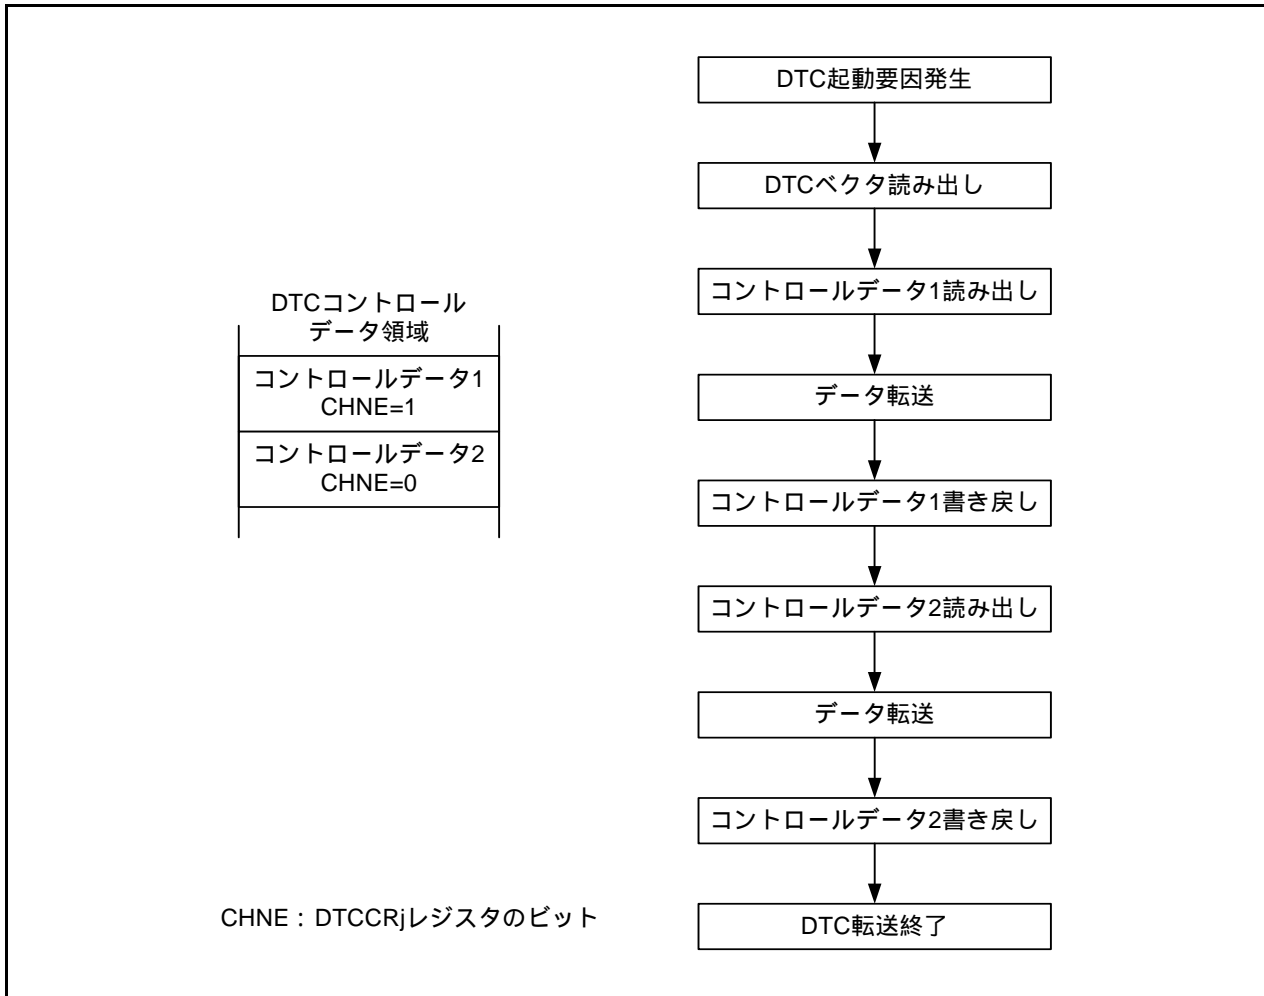 DTC起動要因発生
DTCベクタ読み出し
コントロールデータ1読み出し
データ転送
コントロールデータ1書き戻し
コントロールデータ2読み出し
データ転送
コントロールデータ2書き戻し
DTC転送終了
DTCコントロール
データ領域
コントロールデータ1
CHNE=1
コントロールデータ2
CHNE=0
CHNE：DTCCRjレジスタのビット